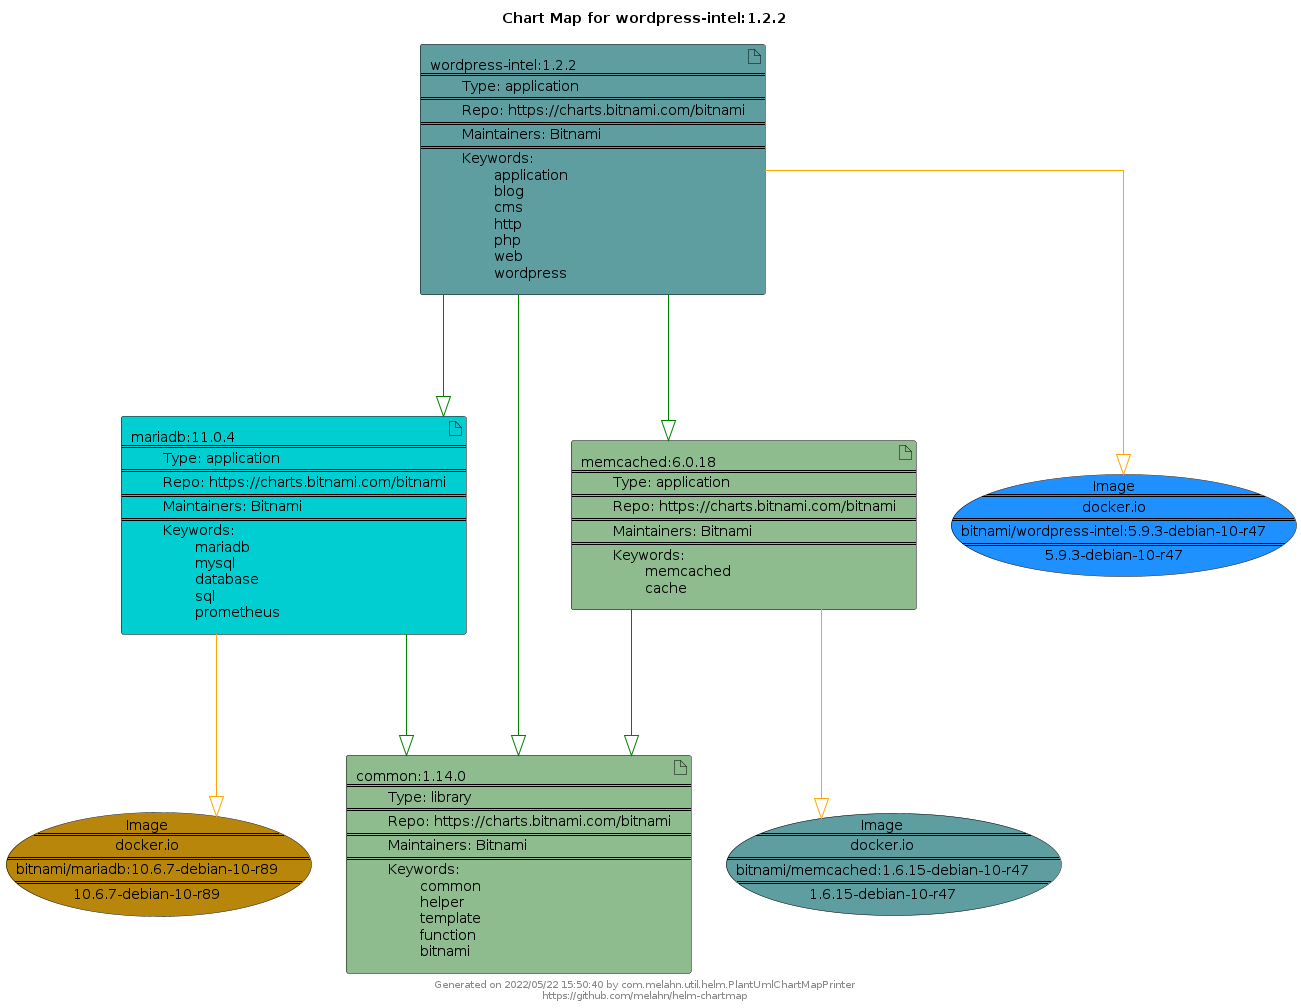 Chart Map for wordpress-intel:1.2.2
wordpress-intel:1.2.2
Type: application
Repo: https://charts.bitnami.com/bitnami
Maintainers: Bitnami
Keywords:
application
blog
cms
http
php
web
wordpress
mariadb:11.0.4
Type: application
Repo: https://charts.bitnami.com/bitnami
Maintainers: Bitnami
Keywords:
mariadb
mysql
database
sql
prometheus
memcached:6.0.18
Type: application
Repo: https://charts.bitnami.com/bitnami
Maintainers: Bitnami
Keywords:
memcached
cache
Image
docker.io
bitnami/wordpress-intel:5.9.3-debian-10-r47
5.9.3-debian-10-r47
Image
docker.io
bitnami/mariadb:10.6.7-debian-10-r89
10.6.7-debian-10-r89
common:1.14.0
Type: library
Repo: https://charts.bitnami.com/bitnami
Maintainers: Bitnami
Keywords:
common
helper
template
function
bitnami
Image
docker.io
bitnami/memcached:1.6.15-debian-10-r47
1.6.15-debian-10-r47
Generated on 2022/05/22 15:50:40 by com.melahn.util.helm.PlantUmlChartMapPrinter
https://github.com/melahn/helm-chartmap